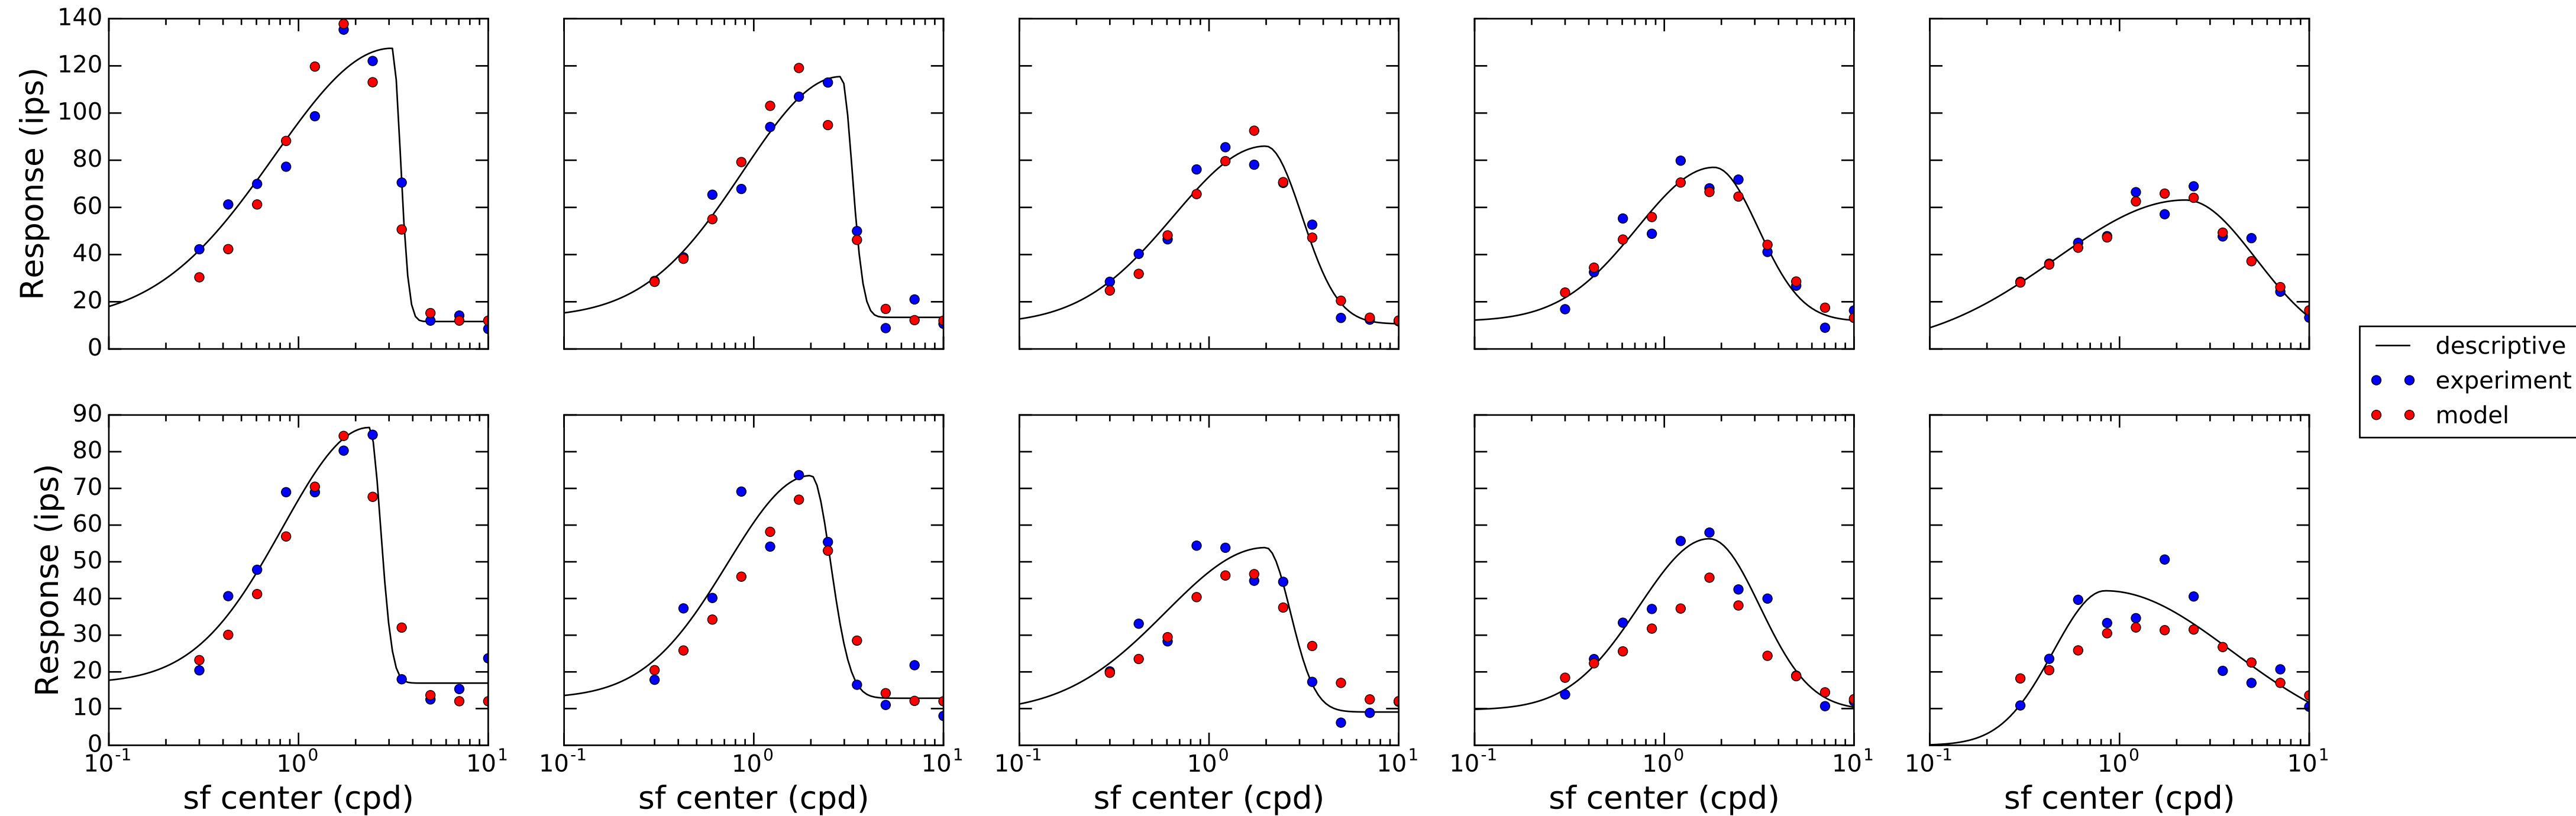 140
120
100
80
60
40
20
0
Response (ips)
descriptive
experiment
model
90
80
70
60
50
40
30
20
10
0
Response (ips)
10^-1 10^0 10^1 10^-1 10^0 10^1 10^-1 10^0 10^1 10^-1 10^0 10^1 10^-1 10^0 10^1
sf center (cpd) sf center (cpd) sf center (cpd) sf center (cpd) sf center (cpd)